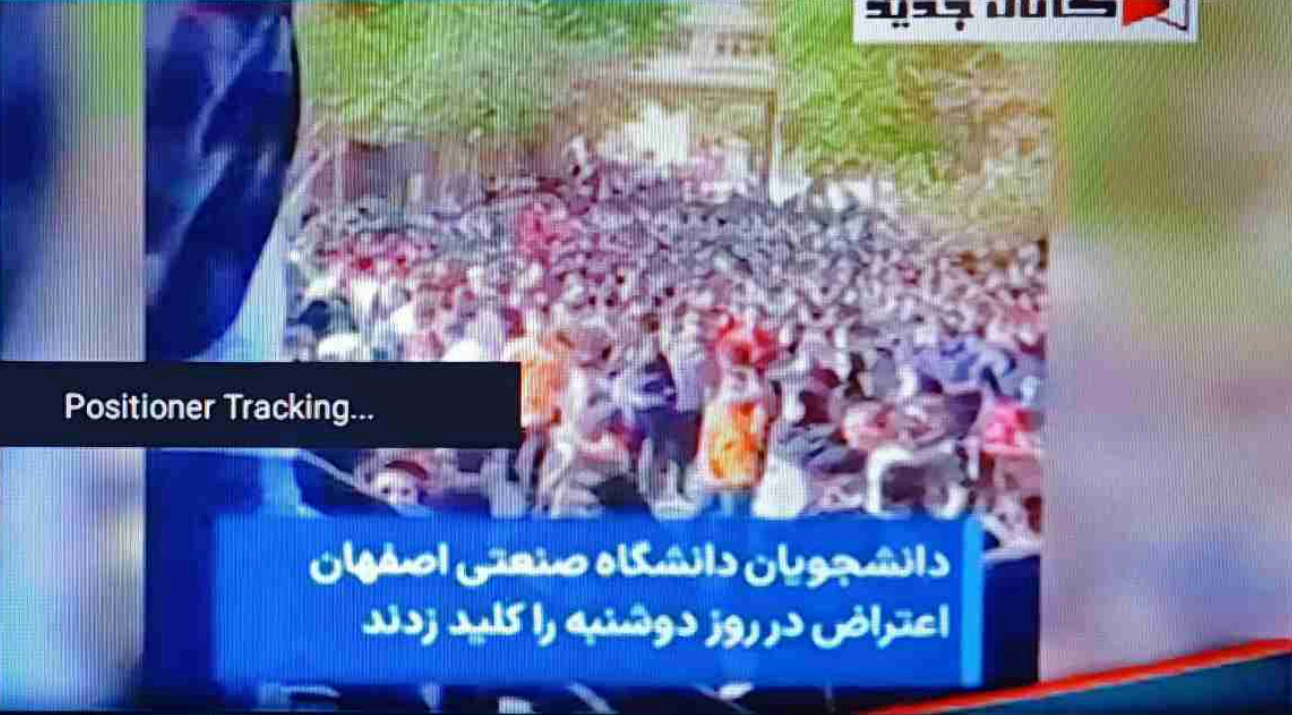 کانال جدید
Positioner Tracking...
دانشجویان دانشگاه صنعتی اصفهان
اعتراض در روز دوشنبه را کلید زدند